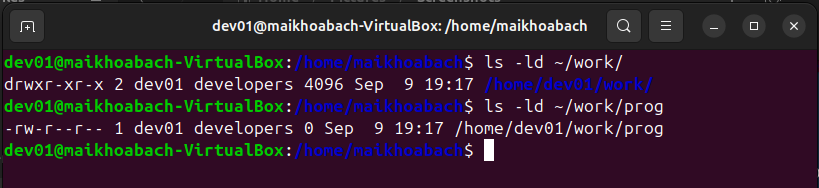 dev01@maikhoabach-VirtualBox: /home/maikhoabach
dev01@maikhoabach-VirtualBox:/home/maikhoabach$ ls -ld ~/work/
drwxr-xr-x 2 dev01 developers 4096 Sep  9 19:17 /home/dev01/work/
dev01@maikhoabach-VirtualBox:/home/maikhoabach$ ls -ld ~/work/prog
-rw-r--r-- 1 dev01 developers 0 Sep  9 19:17 /home/dev01/work/prog
dev01@maikhoabach-VirtualBox:/home/maikhoabach$